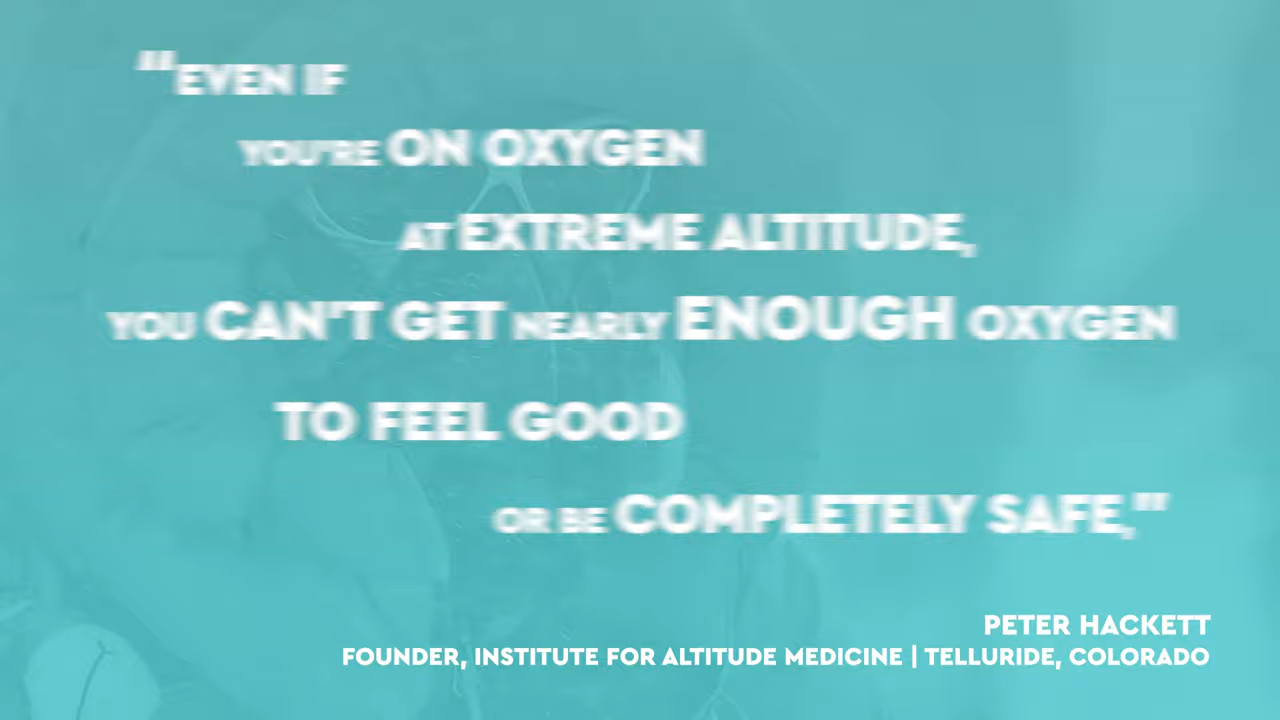 "EVEN IF
YOU'RE ON OXYGEN
AT EXTREME ALTITUDE,
YOU CAN'T GET NEARLY ENOUGH OXYGEN
TO FEEL GOOD
OR BE COMPLETELY SAFE,"
PETER HACKETT
FOUNDER, INSTITUTE FOR ALTITUDE MEDICINE | TELLURIDE, COLORADO